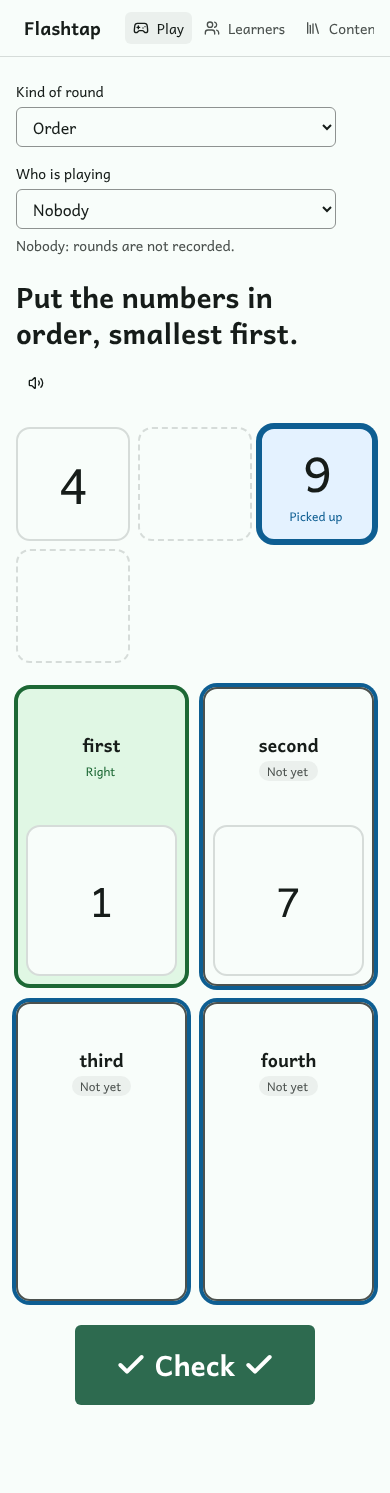 Flashtap
Play
Learners
Conten
Kind of round
Order
Who is playing
Nobody
Nobody: rounds are not recorded.
Put the numbers in
order, smallest first.
4
9
Picked up
first
Right
1
second
Not yet
7
third
Not yet
fourth
Not yet
Check